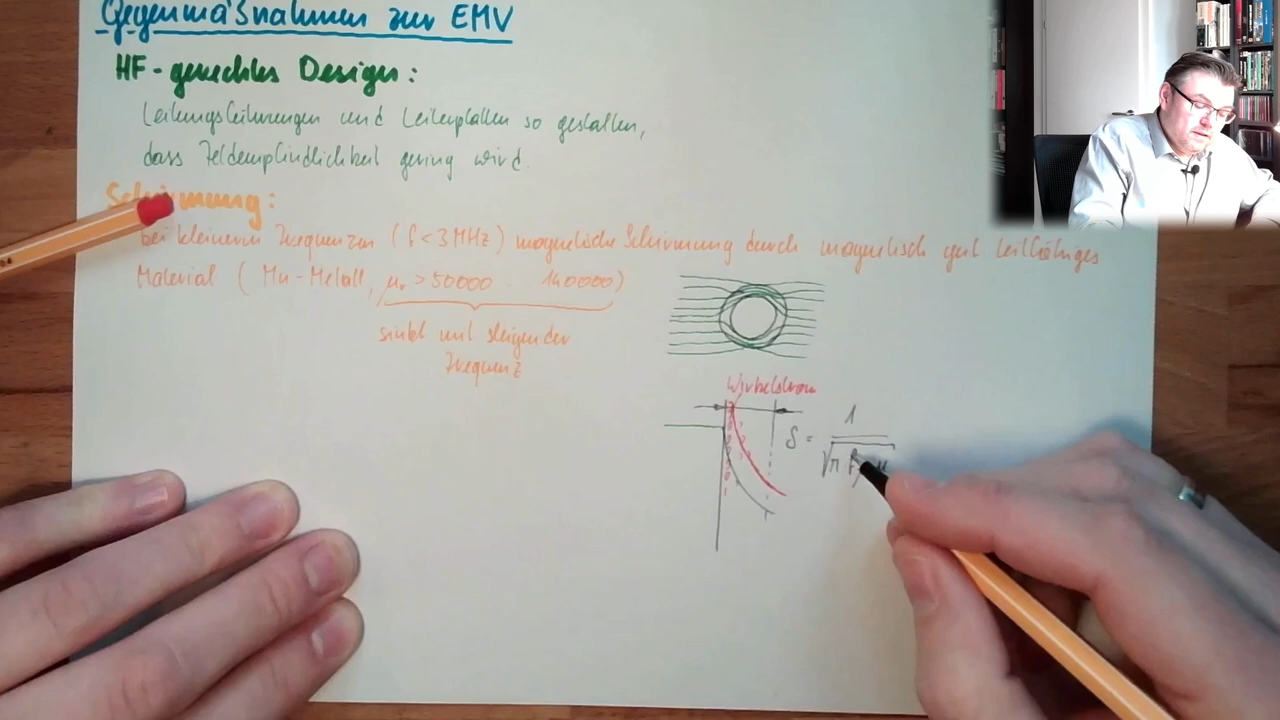 Gegenmaßnahmen zur EMV
HF-gerechtes Design:
Leitungsführungen und Leiterplatten so gestalten,
dass Feldempfindlichkeit gering wird.
Schirmung:
bei kleineren Frequenzen (f < 3 MHz) magnetische Schirmung durch magnetisch gut leitfähiges
Material (Mu-Metall, μr > 50000 . 140000)
sinkt mit steigender
Frequenz
Wirbelstrom
δ = 1
√π f μ